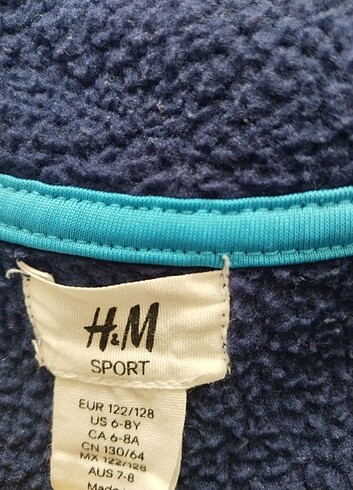 H&M
SPORT
EUR 122/128
US 6-8Y
CA 6-8A
CN 130/64
MX 122/128
AUS 7-8
Made